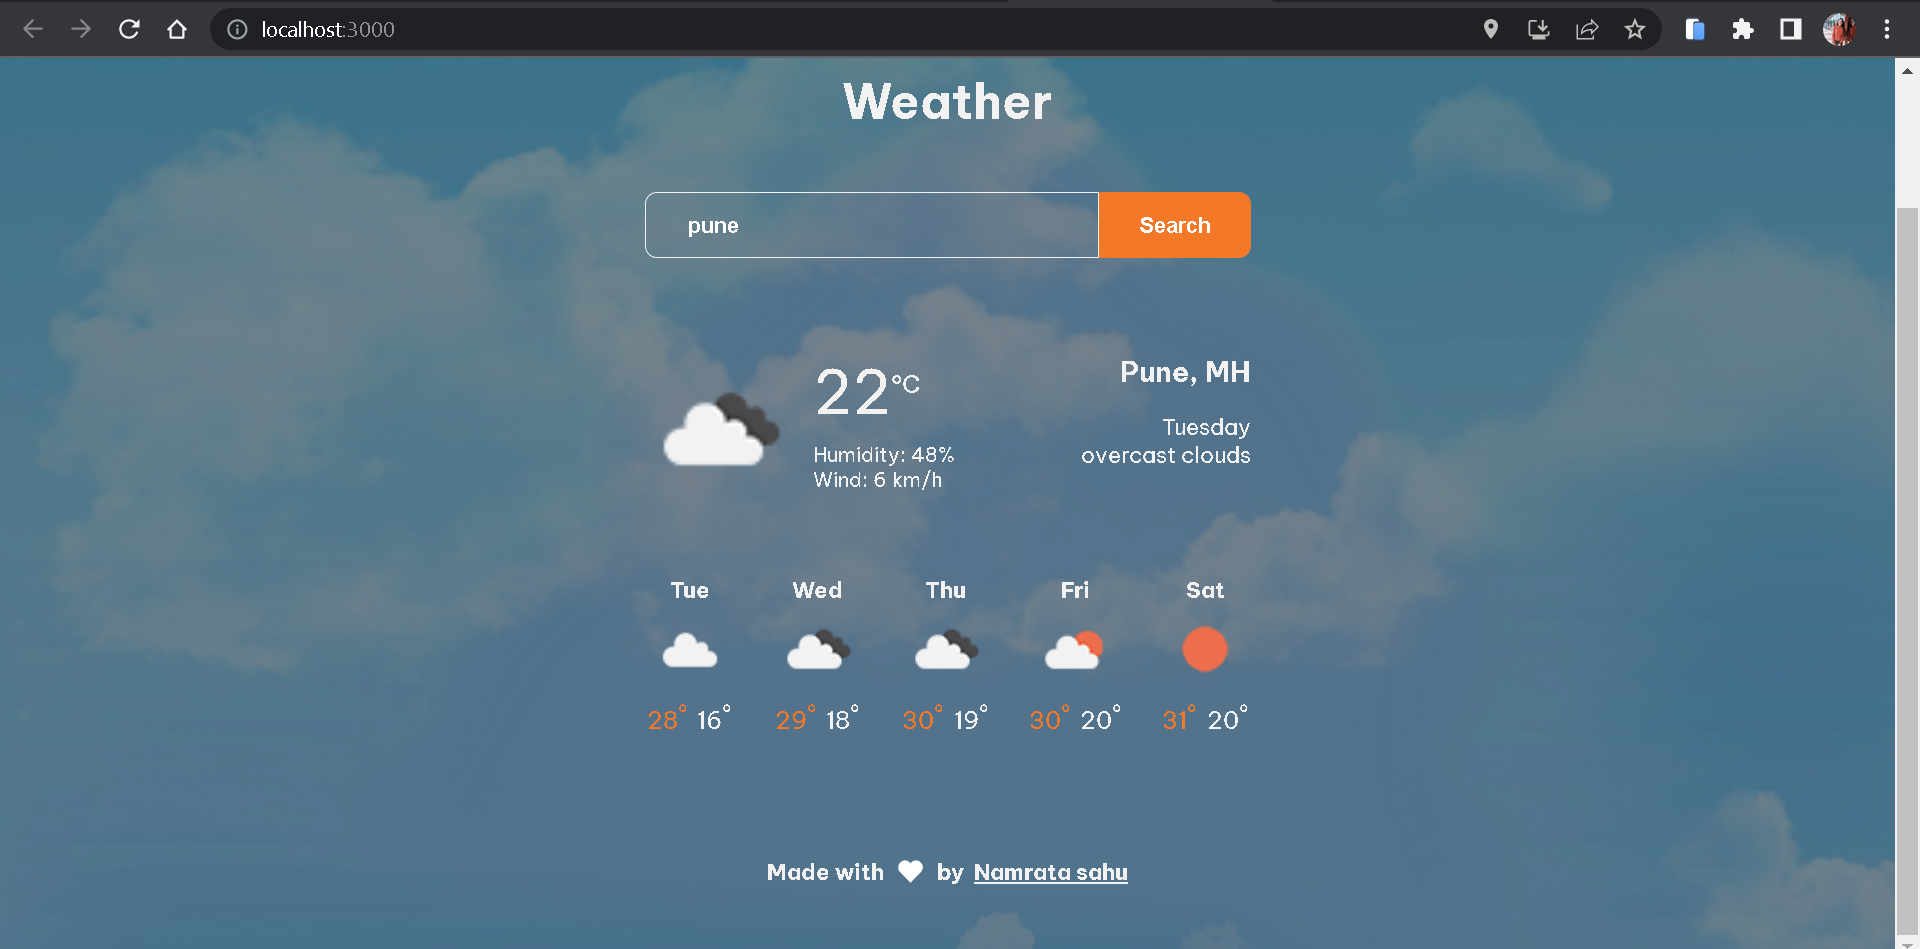 localhost:3000
Weather
pune
Search
22°C
Humidity: 48%
Wind: 6 km/h
Pune, MH
Tuesday
overcast clouds
Tue Wed Thu Fri Sat
28° 16° 29° 18° 30° 19° 30° 20° 31° 20°
Made with by Namrata sahu